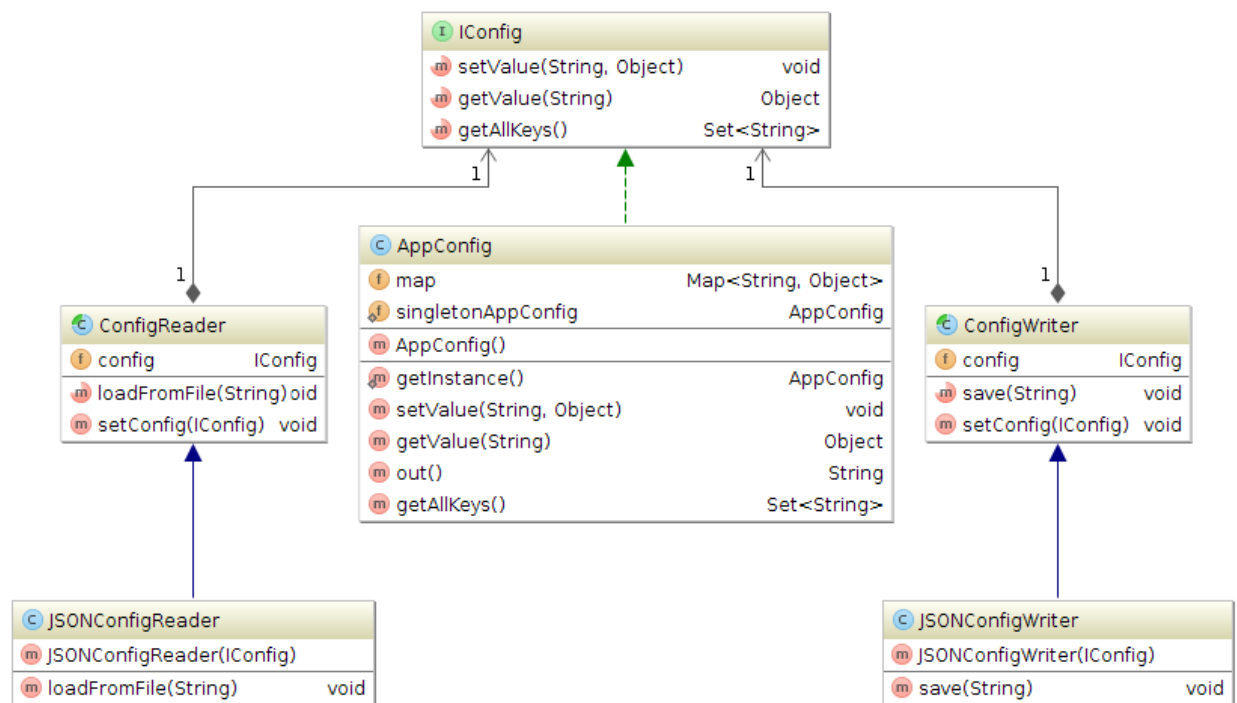 I IConfig
m setValue(String, Object) void
m getValue(String) Object
m getAllKeys() Set<String>
1
1
C AppConfig
f map Map<String, Object>
f singletonAppConfig AppConfig
m AppConfig()
m getInstance() AppConfig
m setValue(String, Object) void
m getValue(String) Object
m out() String
m getAllKeys() Set<String>
1
C ConfigReader
f config IConfig
m loadFromFile(String) oid
m setConfig(IConfig) void
1
C ConfigWriter
f config IConfig
m save(String) void
m setConfig(IConfig) void
C JSONConfigReader
m JSONConfigReader(IConfig)
m loadFromFile(String) void
C JSONConfigWriter
m JSONConfigWriter(IConfig)
m save(String) void